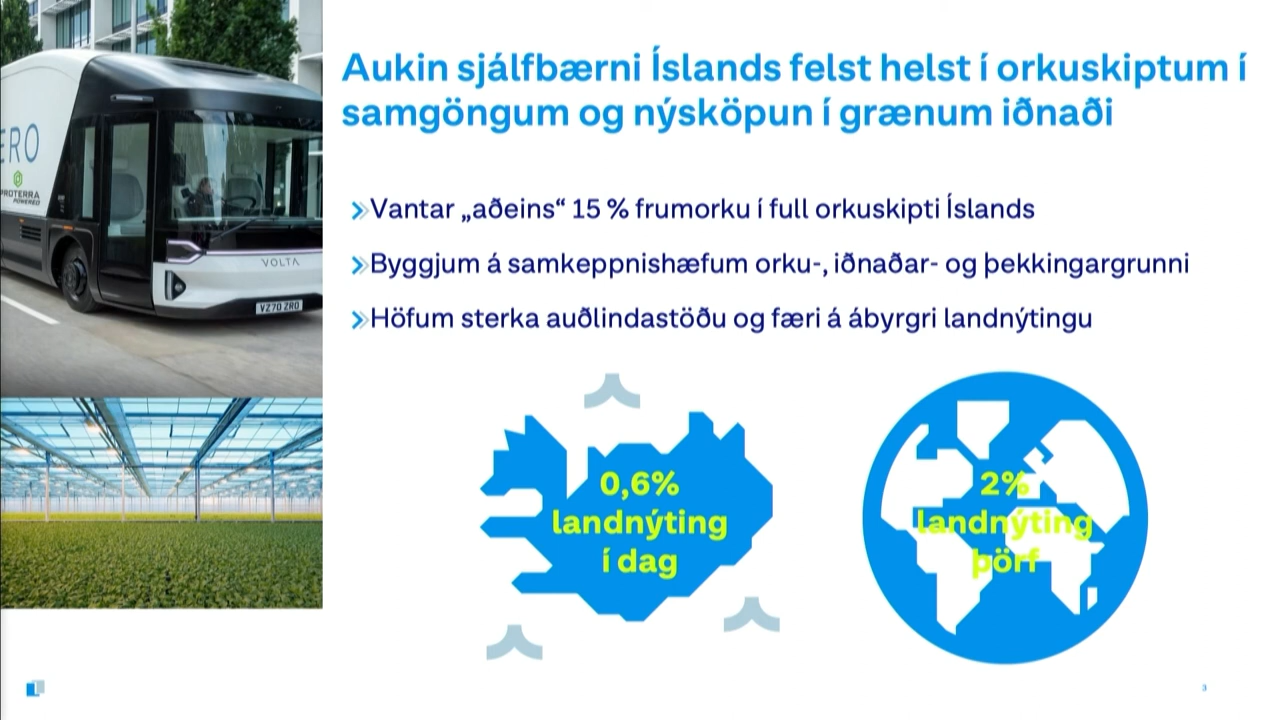 Aukin sjálfbærni Íslands felst helst í orkuskiptum í
samgöngum og nýsköpun í grænum iðnaði
Vantar „aðeins“ 15 % frumorku í full orkuskipti Íslands
Byggjum á samkeppnishæfum orku-, iðnaðar- og þekkingargrunni
Höfum sterka auðlindastöðu og færi á ábyrgri landnýtingu
0,6%
landnýting
í dag
2%
landnýting
þörf
ERO
PROTERRA
POWERED
VOLTA
VZ70 ZRO
3